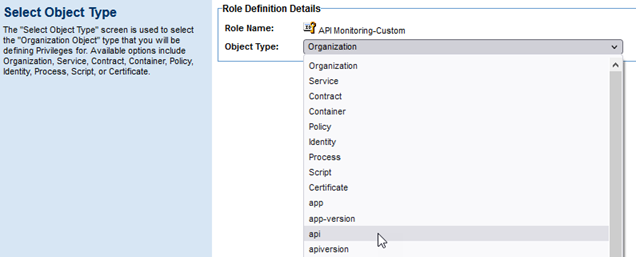 Select Object Type
The "Select Object Type" screen is used to select
the "Organization Object" type that you will be
defining Privileges for. Available options include
Organization, Service, Contract, Container, Policy,
Identity, Process, Script, or Certificate.
Role Definition Details
Role Name: API Monitoring-Custom
Object Type: Organization
Organization
Service
Contract
Container
Policy
Identity
Process
Script
Certificate
app
app-version
api
apiversion